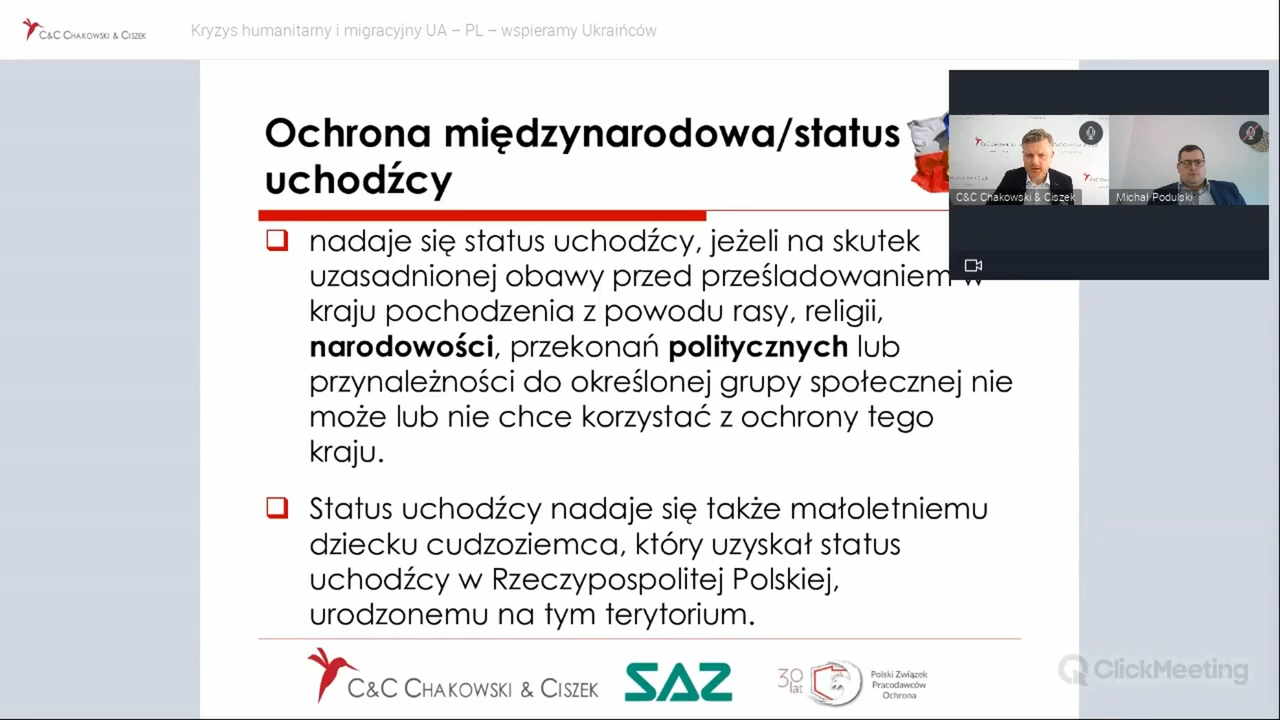 C&C CHAKOWSKI & CISZEK
Kryzys humanitarny i migracyjny UA – PL – wspieramy Ukraińców
Ochrona międzynarodowa/status
uchodźcy
C&C Chakowski & Ciszek
Michał Podulski
nadaje się status uchodźcy, jeżeli na skutek
uzasadnionej obawy przed prześladowaniem w
kraju pochodzenia z powodu rasy, religii,
narodowości, przekonań politycznych lub
przynależności do określonej grupy społecznej nie
może lub nie chce korzystać z ochrony tego
kraju.
Status uchodźcy nadaje się także małoletniemu
dziecku cudzoziemca, który uzyskał status
uchodźcy w Rzeczypospolitej Polskiej,
urodzonemu na tym terytorium.
C&C CHAKOWSKI & CISZEK
SAZ
30 lat
Polski Związek
Pracodawców
Ochrona
ClickMeeting